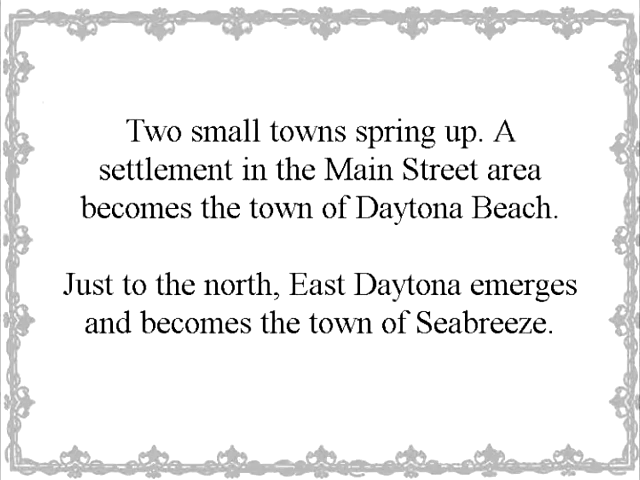 Two small towns spring up. A
settlement in the Main Street area
becomes the town of Daytona Beach.
Just to the north, East Daytona emerges
and becomes the town of Seabreeze.